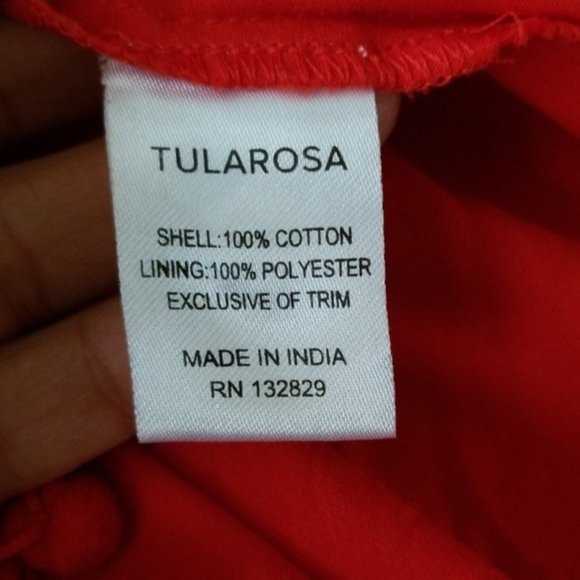 TULAROSA
SHELL:100% COTTON
LINING:100% POLYESTER
EXCLUSIVE OF TRIM
MADE IN INDIA
RN 132829